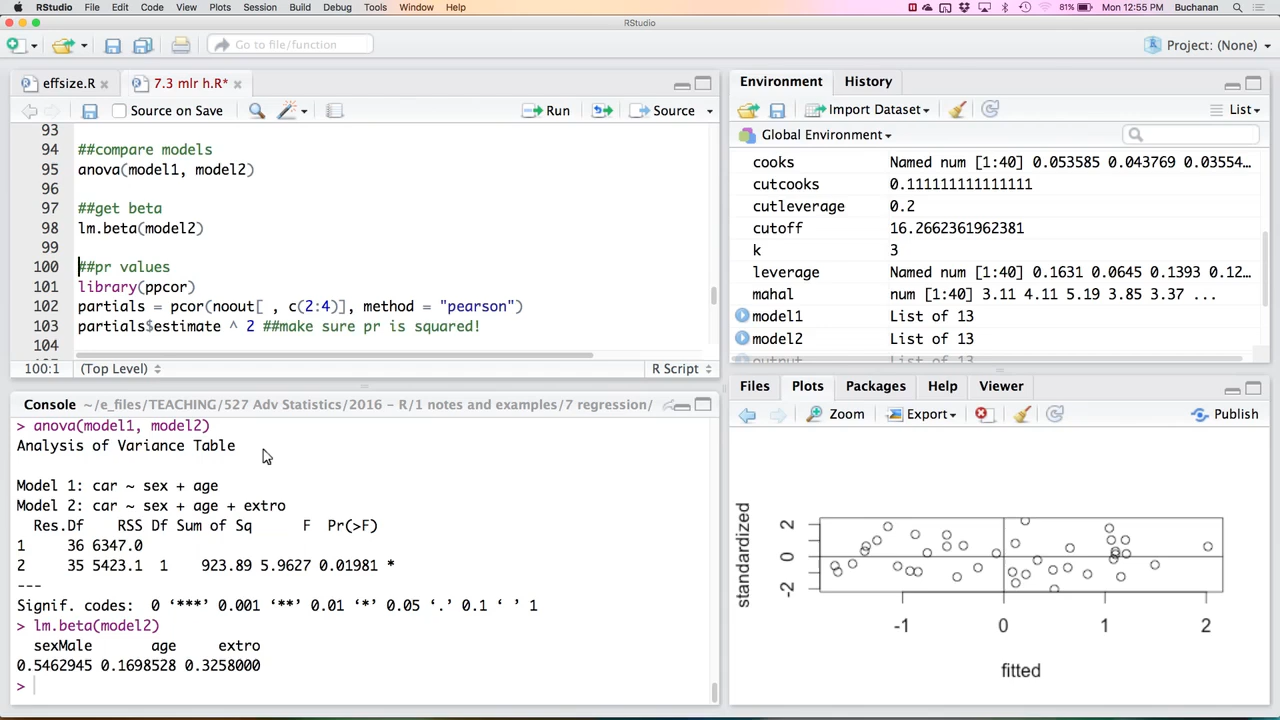 RStudio File Edit Code View Plots Session Build Debug Tools Window Help 81% Mon 12:55 PM Buchanan
RStudio
Go to file/function Project: (None)
effsize.R 7.3 mlr h.R*
Source on Save Run Source
93
94 ##compare models
95 anova(model1, model2)
96
97 ##get beta
98 lm.beta(model2)
99
100 ##pr values
101 library(ppcor)
102 partials = pcor(noout[ , c(2:4)], method = "pearson")
103 partials$estimate ^ 2 ##make sure pr is squared!
104
100:1 (Top Level) R Script
Console ~/e_files/TEACHING/527 Adv Statistics/2016 - R/1 notes and examples/7 regression/
> anova(model1, model2)
Analysis of Variance Table
Model 1: car ~ sex + age
Model 2: car ~ sex + age + extro
Res.Df RSS Df Sum of Sq F Pr(>F)
1 36 6347.0
2 35 5423.1 1 923.89 5.9627 0.01981 *
---
Signif. codes: 0 ‘***’ 0.001 ‘**’ 0.01 ‘*’ 0.05 ‘.’ 0.1 ‘ ’ 1
> lm.beta(model2)
sexMale age extro
0.5462945 0.1698528 0.3258000
>
Environment History
Import Dataset List
Global Environment
cooks Named num [1:40] 0.053585 0.043769 0.03554…
cutcooks 0.111111111111111
cutleverage 0.2
cutoff 16.2662361962381
k 3
leverage Named num [1:40] 0.1631 0.0645 0.1393 0.12…
mahal num [1:40] 3.11 4.11 5.19 3.85 3.37 ...
model1 List of 13
model2 List of 13
output List of 13
Files Plots Packages Help Viewer
Zoom Export Publish
standardized
2
0
-2
-1 0 1 2
fitted